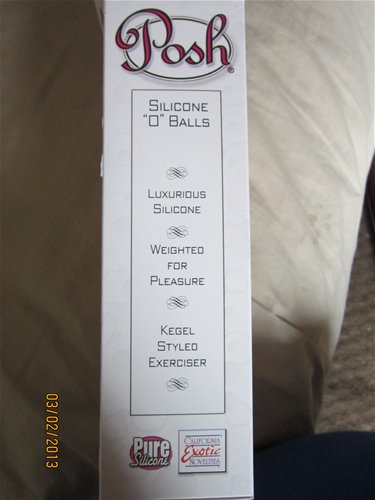 Posh®
SILICONE
"O" BALLS
LUXURIOUS
SILICONE
WEIGHTED
FOR
PLEASURE
KEGEL
STYLED
EXERCISER
Pure
Silicone
CALIFORNIA
Exotic
NOVELTIES
03/02/2013